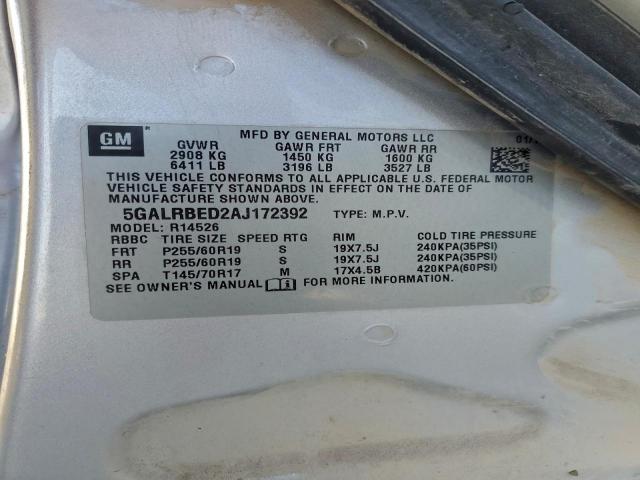 GM ®
MFD BY GENERAL MOTORS LLC 01/
GVWR GAWR FRT GAWR RR
2908 KG 1450 KG 1600 KG
6411 LB 3196 LB 3527 LB
THIS VEHICLE CONFORMS TO ALL APPLICABLE U.S. FEDERAL MOTOR
VEHICLE SAFETY STANDARDS IN EFFECT ON THE DATE OF
MANUFACTURE SHOWN ABOVE.
5GALRBED2AJ172392 TYPE: M.P.V.
MODEL: R14526
RBBC TIRE SIZE SPEED RTG RIM COLD TIRE PRESSURE
FRT P255/60R19 S 19X7.5J 240KPA(35PSI)
RR P255/60R19 S 19X7.5J 240KPA(35PSI)
SPA T145/70R17 M 17X4.5B 420KPA(60PSI)
SEE OWNER'S MANUAL FOR MORE INFORMATION